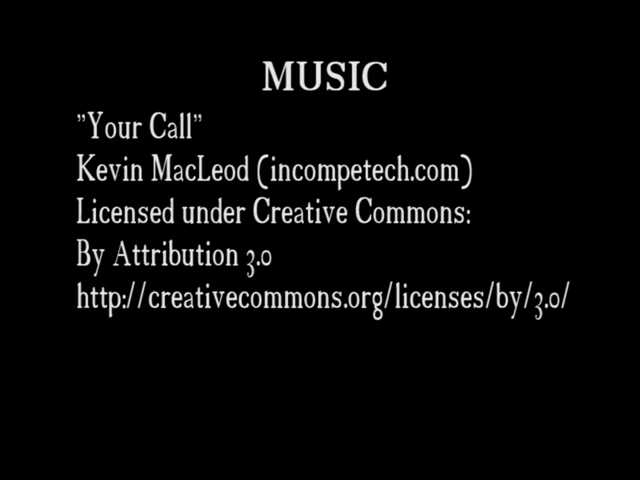 MUSIC
"Your Call"
Kevin MacLeod (incompetech.com)
Licensed under Creative Commons:
By Attribution 3.0
http://creativecommons.org/licenses/by/3.0/